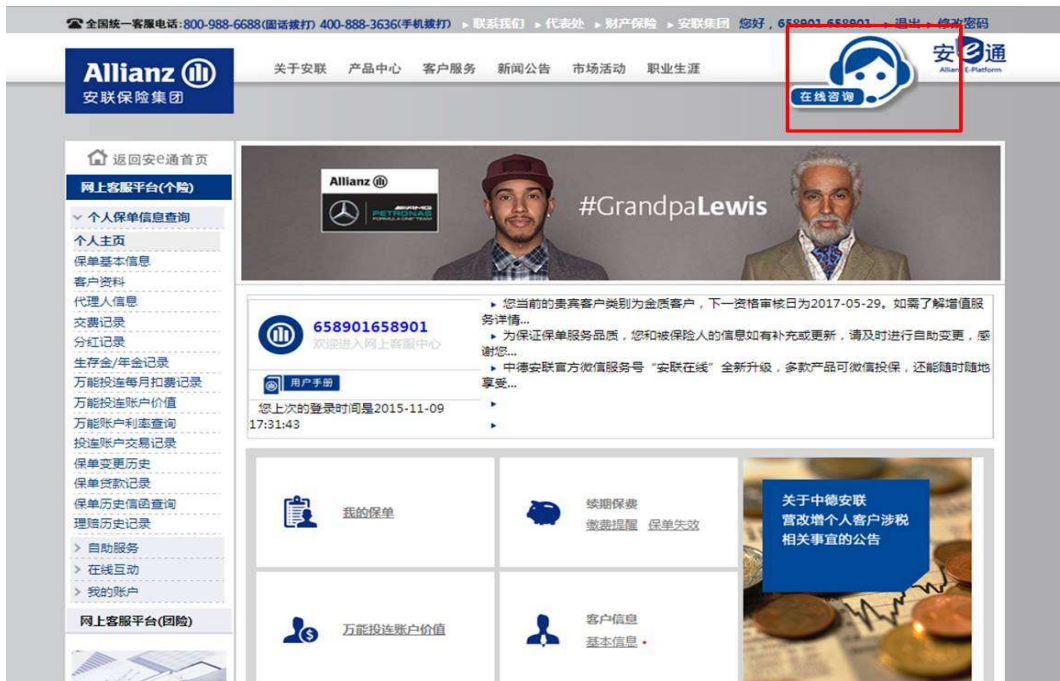 全国统一客服电话:800-988-6688(固话拨打) 400-888-3636(手机拨打) ▸ 联系我们 ▸ 代表处 ▸ 财产保险 ▸ 安联集团 您好，658901 658901 ▸ 退出 ▸ 修改密码
Allianz
安联保险集团
关于安联 产品中心 客户服务 新闻公告 市场活动 职业生涯
在线咨询
安e通
Allianz E-Platform
返回安e通首页
网上客服平台(个险)
个人保单信息查询
个人主页
保单基本信息
客户资料
代理人信息
交费记录
分红记录
生存金/年金记录
万能投连每月扣费记录
万能投连账户价值
万能账户利率查询
投连账户交易记录
保单变更历史
保单贷款记录
保单历史信函查询
理赔历史记录
> 自助服务
> 在线互动
> 我的账户
网上客服平台(团险)
Allianz
AMG
PETRONAS
FORMULA ONE TEAM
#GrandpaLewis
658901658901
欢迎进入网上客服中心
用户手册
您上次的登录时间是2015-11-09
17:31:43
▸ 您当前的贵宾客户类别为金质客户，下一资格审核日为2017-05-29。如需了解增值服
务详情...
▸ 为保证保单服务品质，您和被保险人的信息如有补充或更新，请及时进行自助变更，感
谢您...
▸ 中德安联官方微信服务号“安联在线”全新升级，多款产品可微信投保，还能随时随地
享受...
我的保单
续期保费
缴费提醒 保单失效
万能投连账户价值
客户信息
基本信息
关于中德安联
营改增个人客户涉税
相关事宜的公告